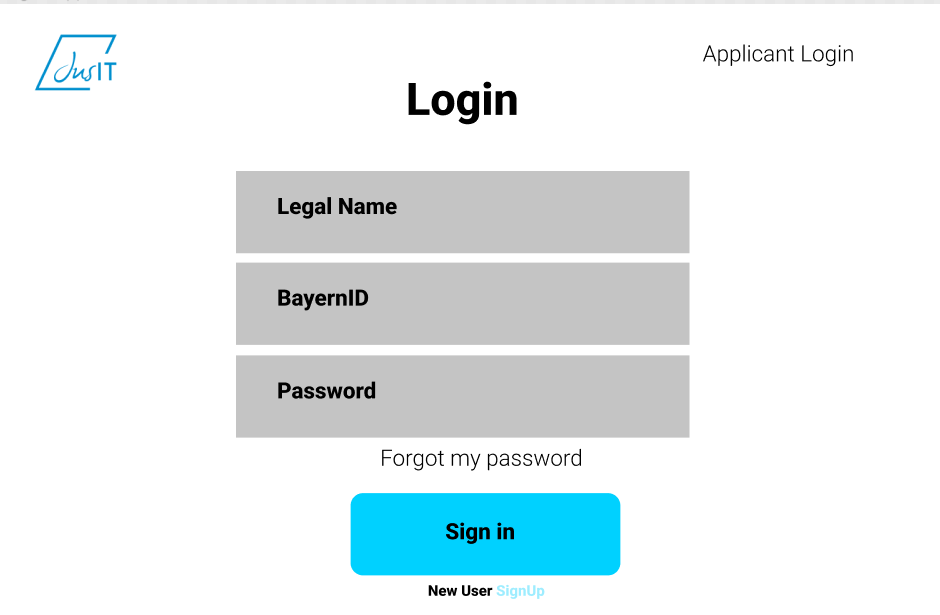 JusIT
Applicant Login
Login
Legal Name
BayernID
Password
Forgot my password
Sign in
New User SignUp